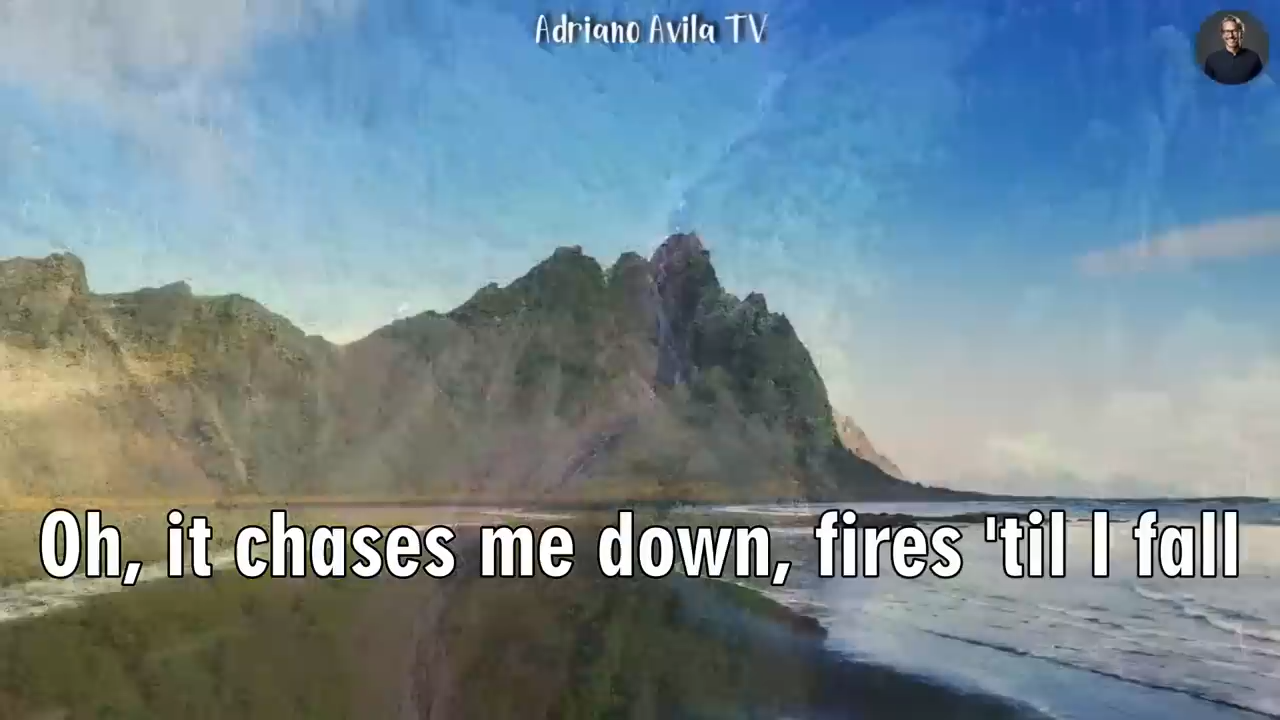 Adriano Avila TV
Oh, it chases me down, fires 'til I fall